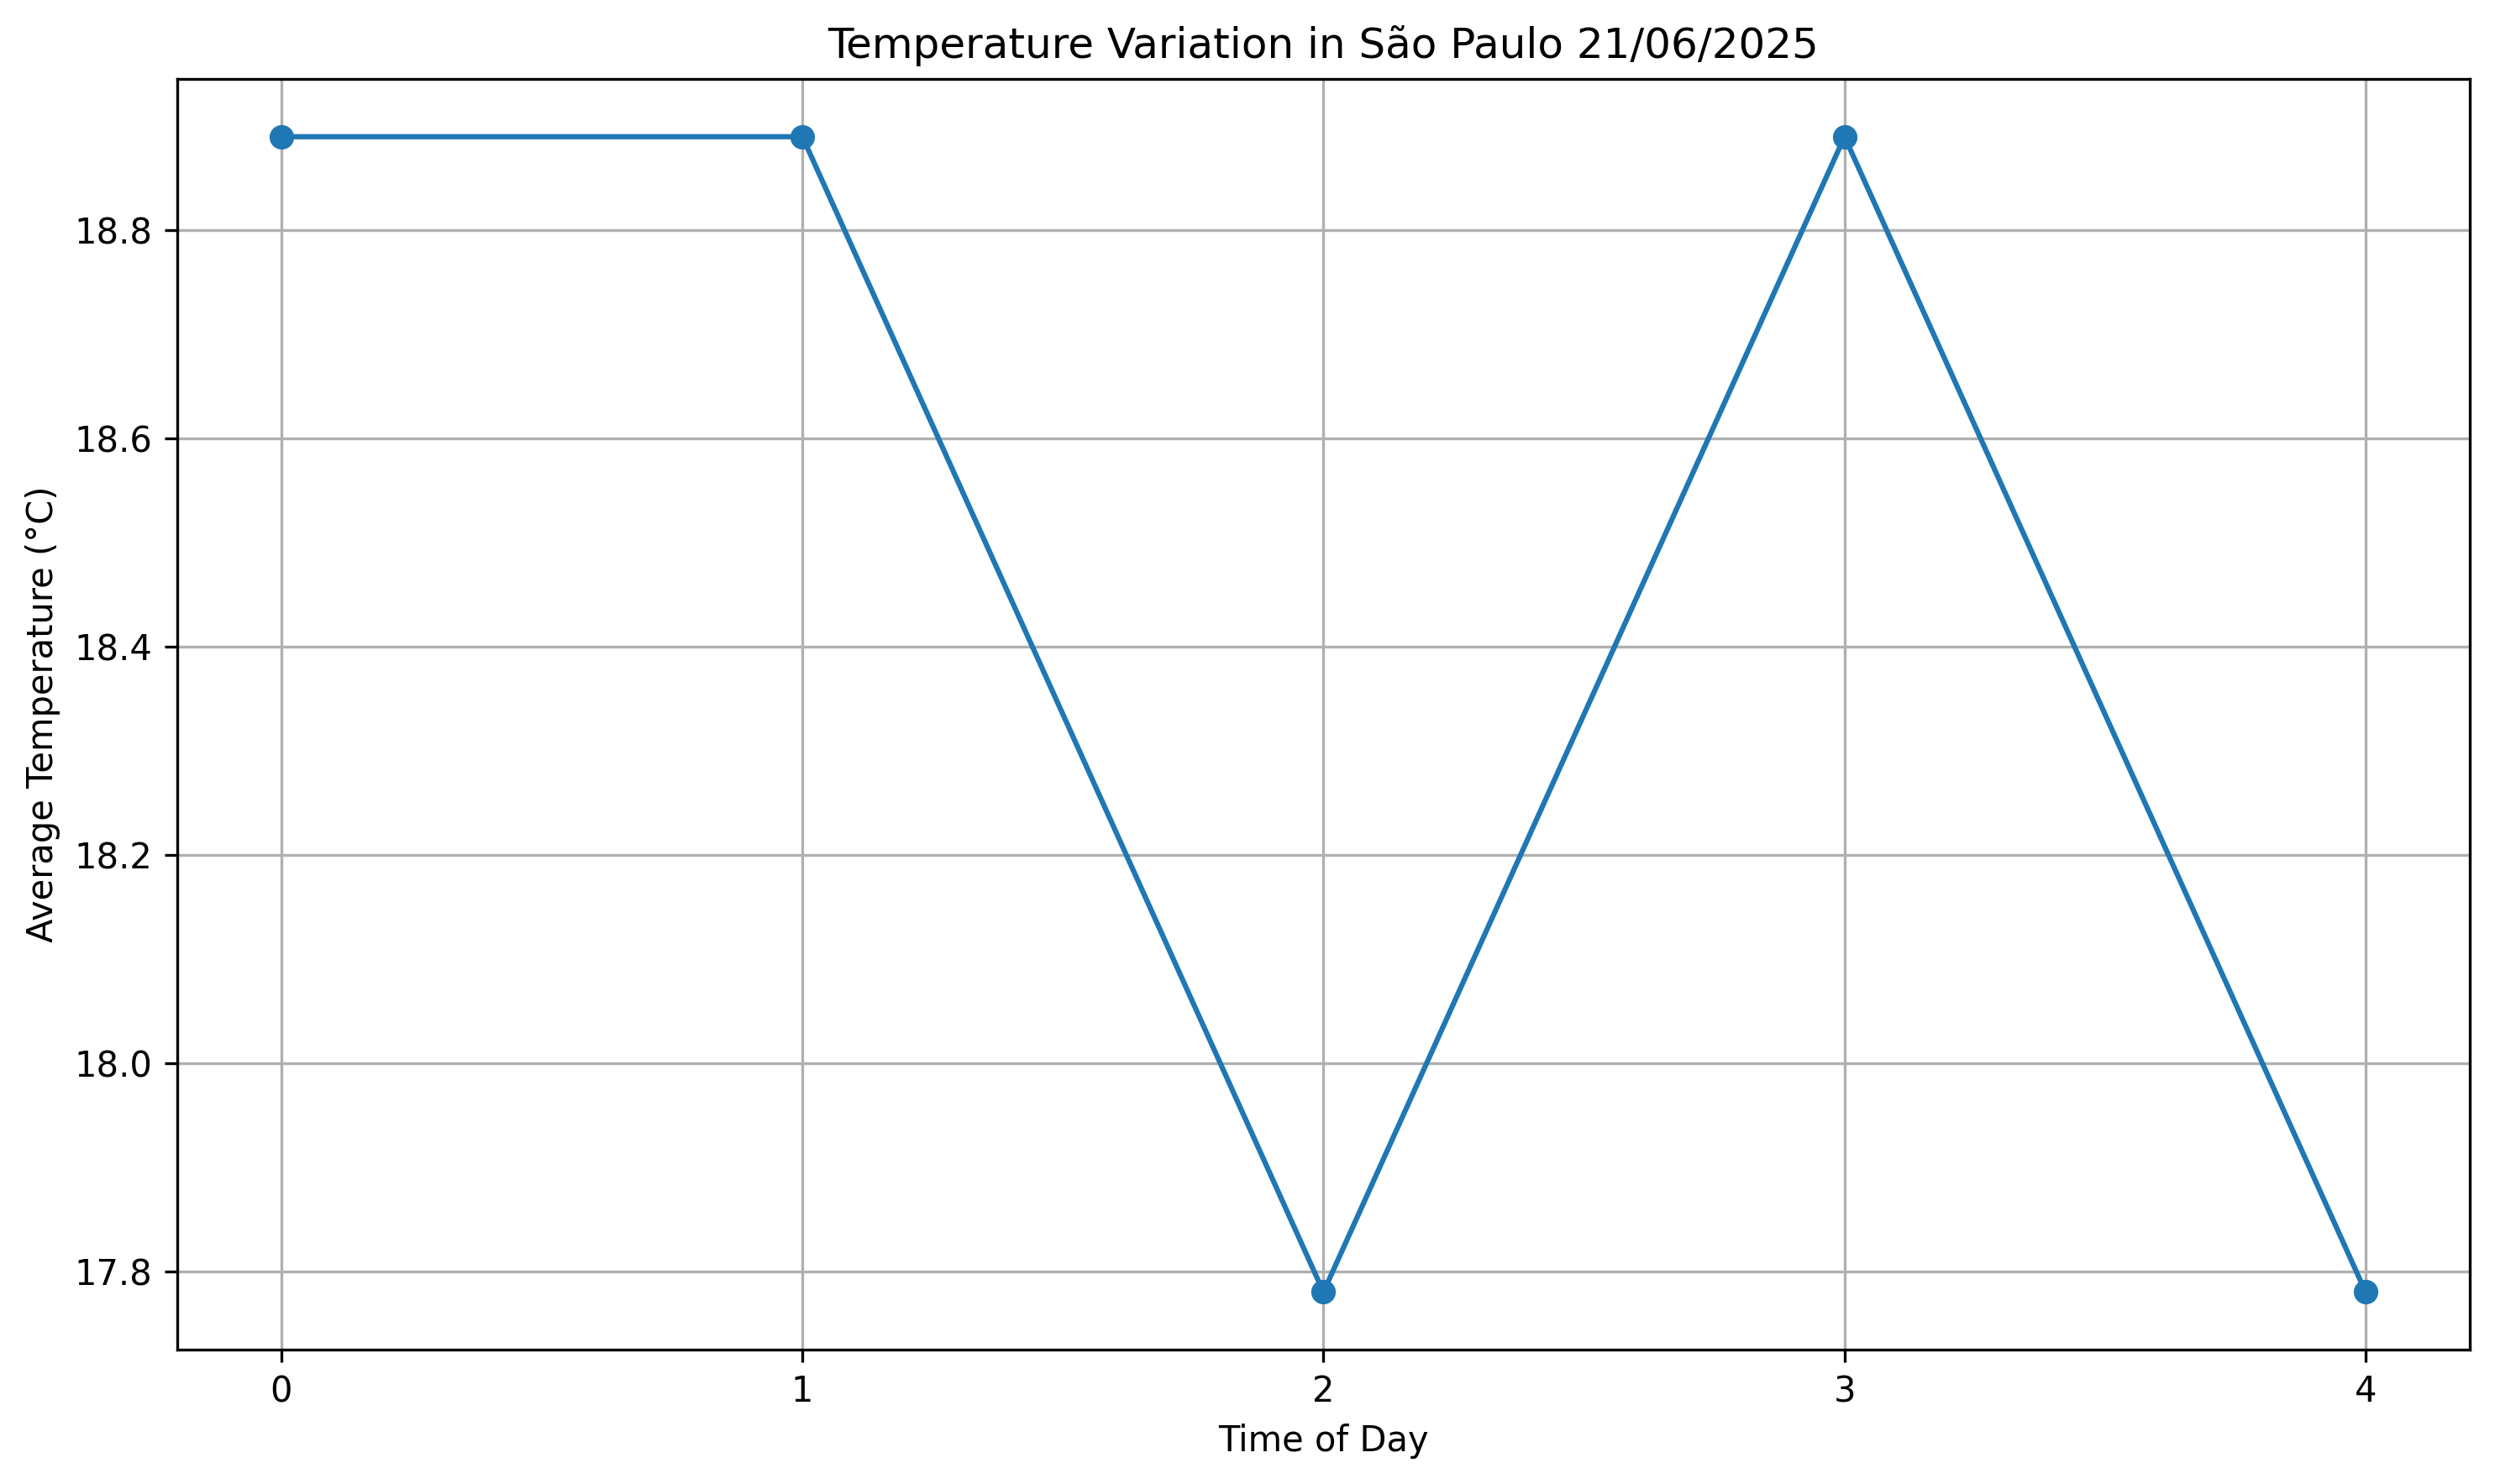 Temperature Variation in São Paulo 21/06/2025
Average Temperature (°C)
18.8
18.6
18.4
18.2
18.0
17.8
0 1 2 3 4
Time of Day